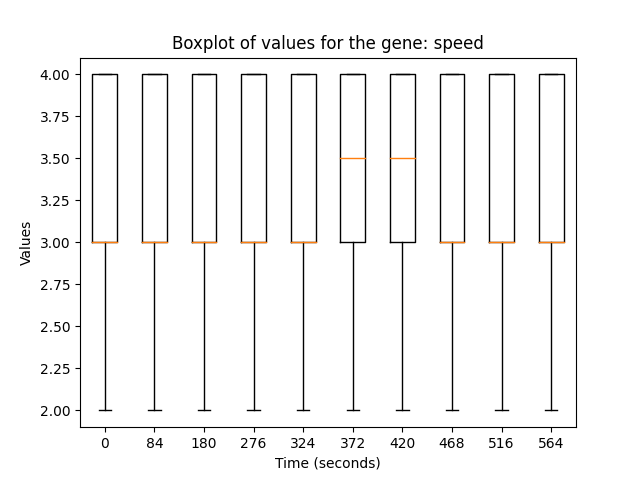 Boxplot of values for the gene: speed
4.00
3.75
3.50
3.25
3.00
2.75
2.50
2.25
2.00
Values
0 84 180 276 324 372 420 468 516 564
Time (seconds)